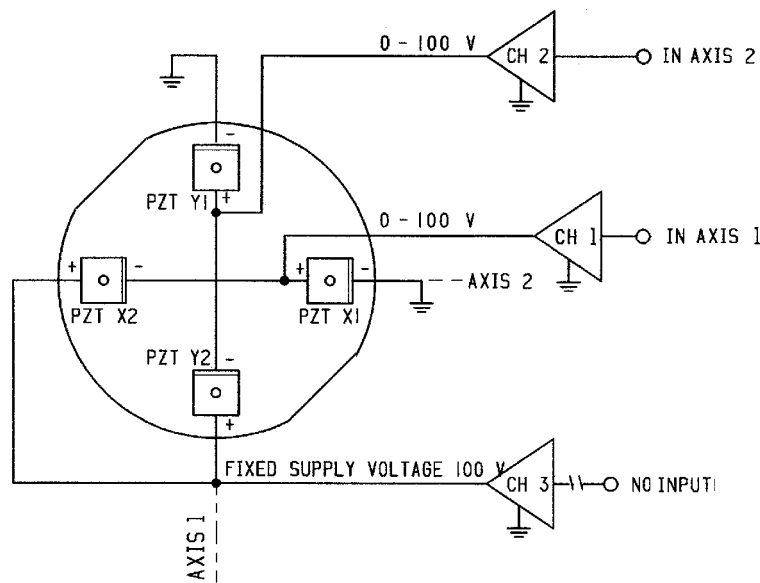 0 - 100 V
CH 2
IN AXIS 2
-
+
PZT Y1
0 - 100 V
CH 1
IN AXIS 1
+
-
+
-
AXIS 2
PZT X2
PZT X1
PZT Y2
-
+
FIXED SUPPLY VOLTAGE 100 V
CH 3
NO INPUT!
AXIS 1